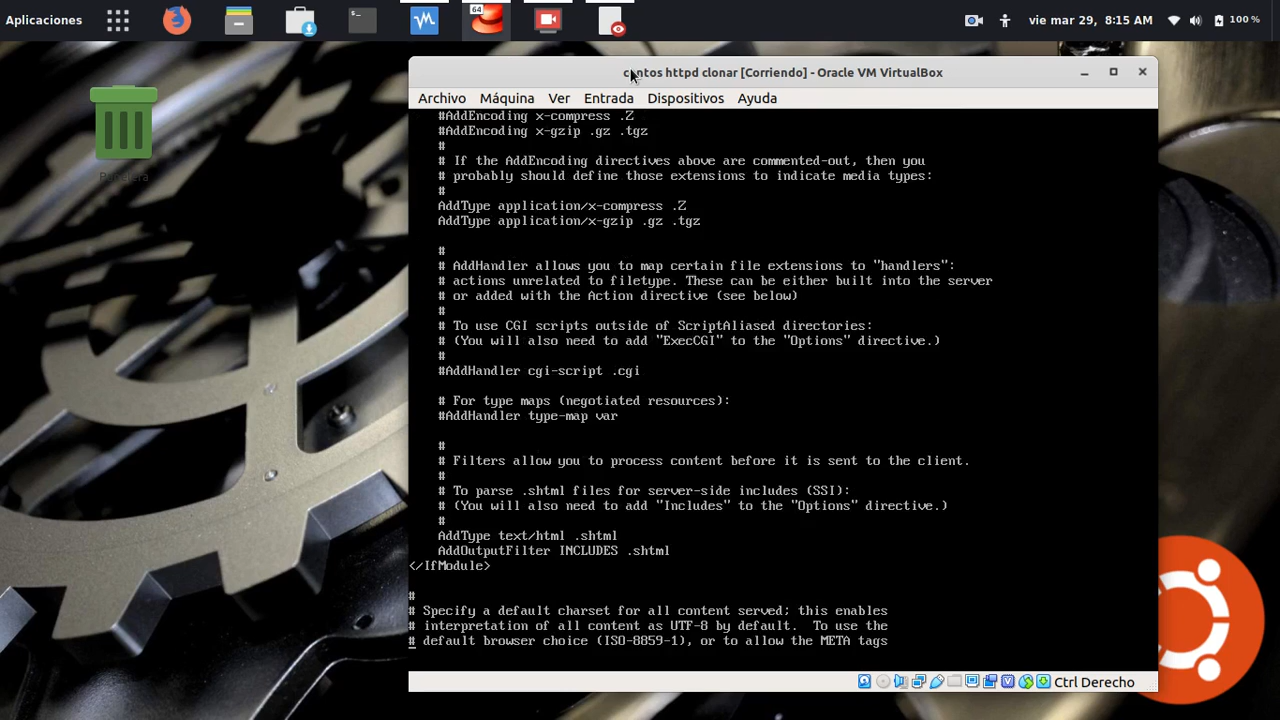 Aplicaciones
64
vie mar 29, 8:15 AM
100 %
Papelera
centos httpd clonar [Corriendo] - Oracle VM VirtualBox
Archivo Máquina Ver Entrada Dispositivos Ayuda
#AddEncoding x-compress .Z
#AddEncoding x-gzip .gz .tgz
#
# If the AddEncoding directives above are commented-out, then you
# probably should define those extensions to indicate media types:
#
AddType application/x-compress .Z
AddType application/x-gzip .gz .tgz
#
# AddHandler allows you to map certain file extensions to "handlers":
# actions unrelated to filetype. These can be either built into the server
# or added with the Action directive (see below)
#
# To use CGI scripts outside of ScriptAliased directories:
# (You will also need to add "ExecCGI" to the "Options" directive.)
#
#AddHandler cgi-script .cgi
# For type maps (negotiated resources):
#AddHandler type-map var
#
# Filters allow you to process content before it is sent to the client.
#
# To parse .shtml files for server-side includes (SSI):
# (You will also need to add "Includes" to the "Options" directive.)
#
AddType text/html .shtml
AddOutputFilter INCLUDES .shtml
</IfModule>
#
# Specify a default charset for all content served; this enables
# interpretation of all content as UTF-8 by default.  To use the
# default browser choice (ISO-8859-1), or to allow the META tags
Ctrl Derecho